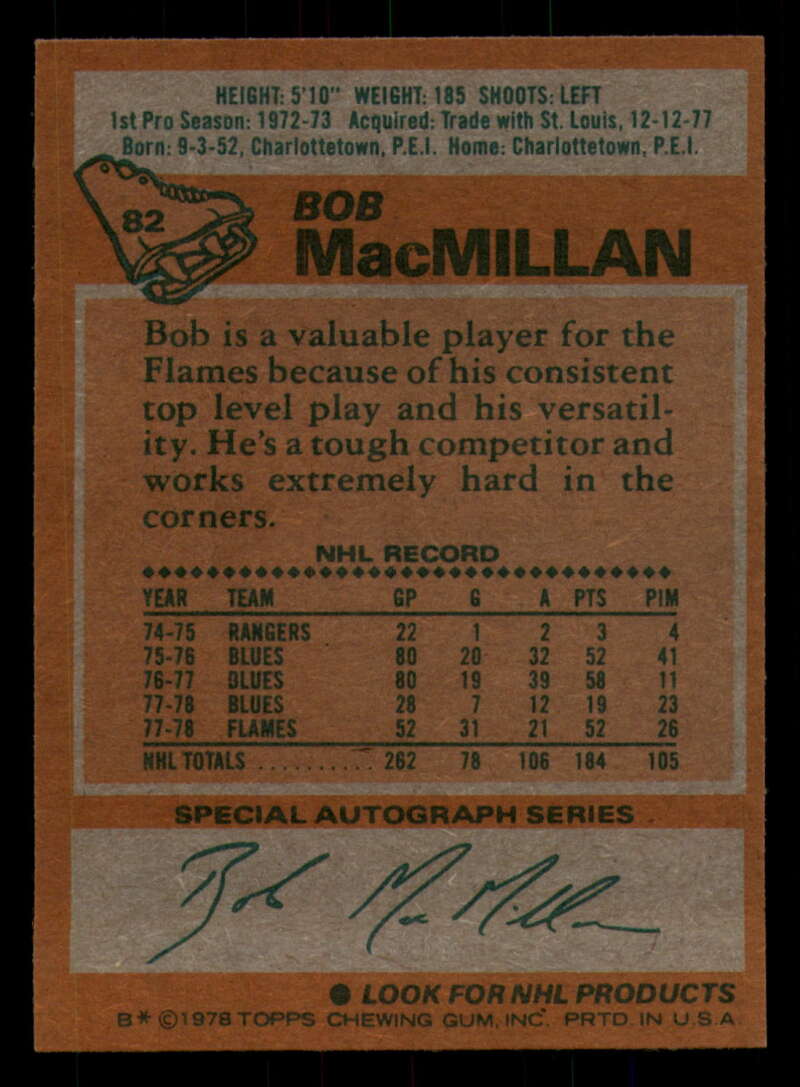 HEIGHT: 5'10" WEIGHT: 185 SHOOTS: LEFT
1st Pro Season: 1972-73 Acquired: Trade with St. Louis, 12-12-77
Born: 9-3-52, Charlottetown, P.E.I. Home: Charlottetown, P.E.I.
82
BOB
MacMILLAN
Bob is a valuable player for the
Flames because of his consistent
top level play and his versatil-
ity. He's a tough competitor and
works extremely hard in the
corners.
NHL RECORD
YEAR TEAM GP G A PTS PIM
74-75 RANGERS 22 1 2 3 4
75-76 BLUES 80 20 32 52 41
76-77 BLUES 80 19 39 58 11
77-78 BLUES 28 7 12 19 23
77-78 FLAMES 52 31 21 52 26
NHL TOTALS .......... 262 78 106 184 105
SPECIAL AUTOGRAPH SERIES
Bob MacMillan
● LOOK FOR NHL PRODUCTS
B* ©1978 TOPPS CHEWING GUM, INC. PRTD. IN U.S.A.